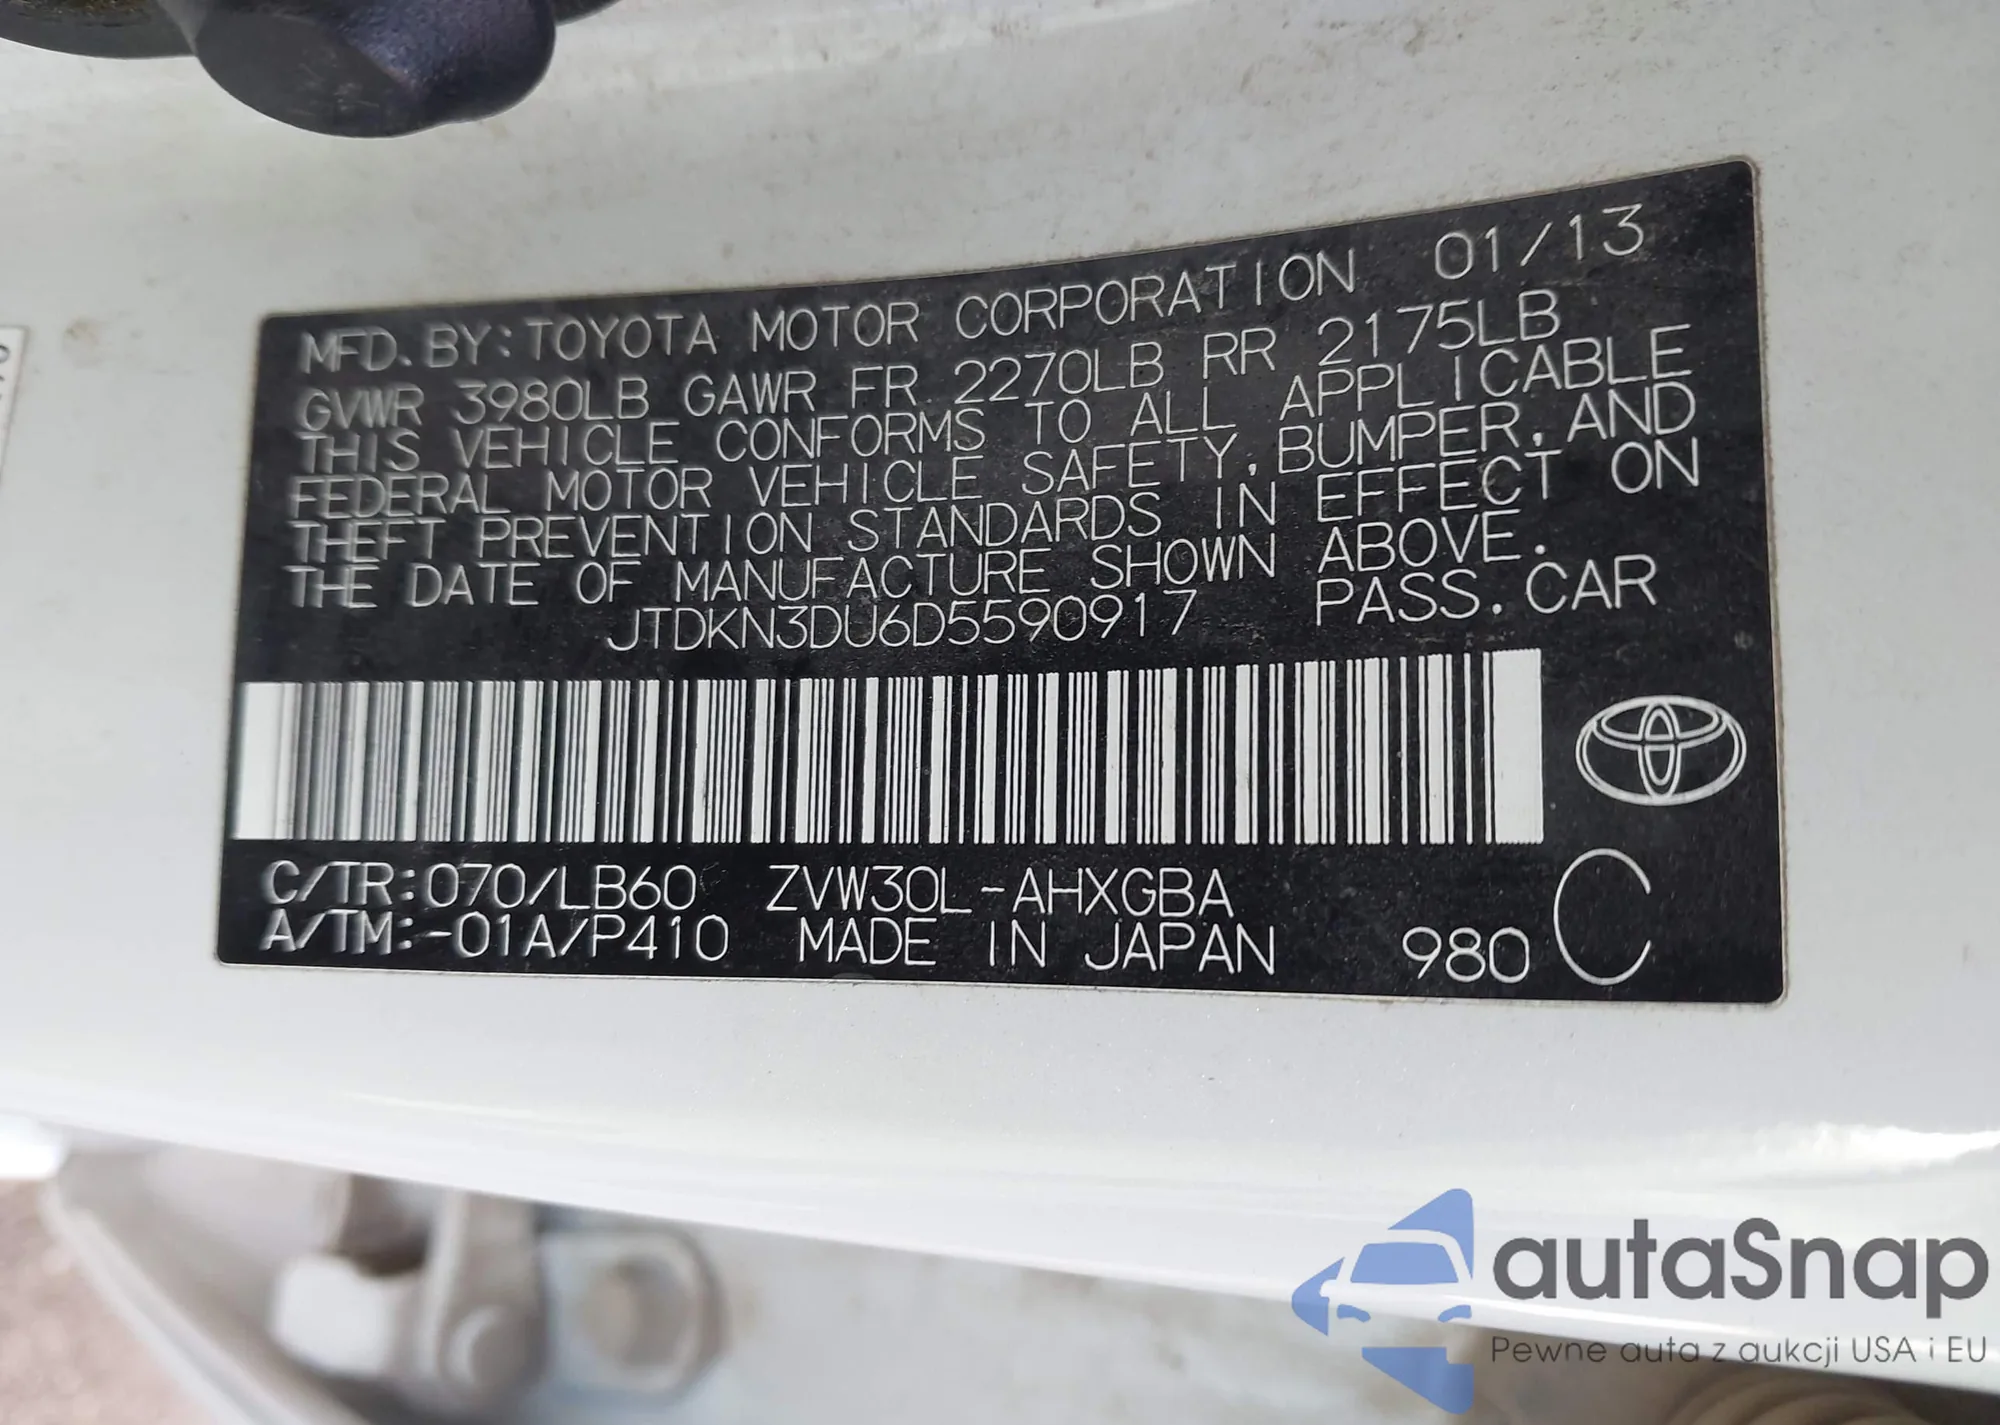 MFD. BY: TOYOTA MOTOR CORPORATION 01/13
GVWR 3980LB GAWR FR 2270LB RR 2175LB
THIS VEHICLE CONFORMS TO ALL APPLICABLE
FEDERAL MOTOR VEHICLE SAFETY, BUMPER, AND
THEFT PREVENTION STANDARDS IN EFFECT ON
THE DATE OF MANUFACTURE SHOWN ABOVE.
JTDKN3DU6D5590917 PASS. CAR
C/TR: 070/LB60 ZVW30L-AHXGBA
A/TM: -01A/P410 MADE IN JAPAN 980 C
autaSnap
Pewne auta z aukcji USA i EU